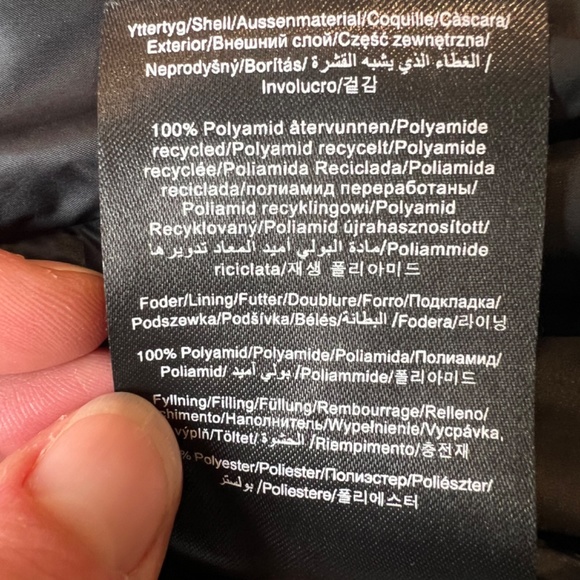 Yttertyg/Shell/Aussenmaterial/Coquille/Càscara/
Exterior/Внешний слой/Część zewnętrzna/
Neprodyšný/Borítás/ الغطاء الذي يشبه القشرة /
Involucro/겉감
100% Polyamid återvunnen/Polyamide
recycled/Polyamid recycelt/Polyamide
recyclée/Poliamida Reciclada/Poliamida
reciclada/полиамид переработаны/
Poliamid recyklingowi/Polyamid
Recyklovaný/Poliamid újrahasznosított/
مادة البولي أميد المعاد تدويرها/Poliammide
riciclata/재생 폴리아미드
Foder/Lining/Futter/Doublure/Forro/Подкладка/
Podszewka/Podšívka/Bélés/البطانة /Fodera/라이닝
100% Polyamid/Polyamide/Poliamida/Полиамид/
Poliamid/ بولي أميد /Poliammide/폴리아미드
Fyllning/Filling/Füllung/Rembourrage/Relleno/
himento/Наполнитель/Wypełnienie/Vycpávka,
výplň/Töltet/ الحشوة /Riempimento/충전재
% Polyester/Poliester/Полиэстер/Poliészter/
بولستر /Poliestere/폴리에스터